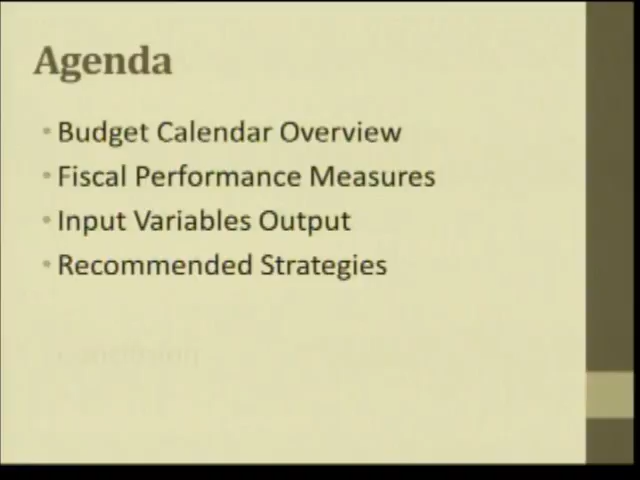 Agenda
• Budget Calendar Overview
• Fiscal Performance Measures
• Input Variables Output
• Recommended Strategies